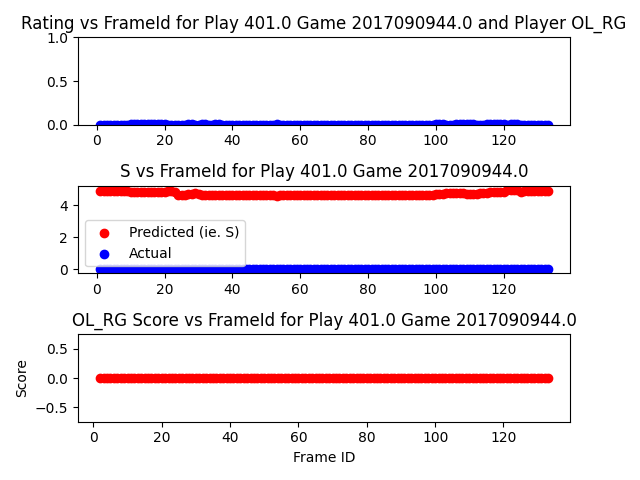 Rating vs FrameId for Play 401.0 Game 2017090944.0 and Player OL_RG
1.0
0.5
0.0
0 20 40 60 80 100 120
S vs FrameId for Play 401.0 Game 2017090944.0
4
2
0
Predicted (ie. S)
Actual
0 20 40 60 80 100 120
OL_RG Score vs FrameId for Play 401.0 Game 2017090944.0
Score
0.5
0.0
−0.5
0 20 40 60 80 100 120
Frame ID